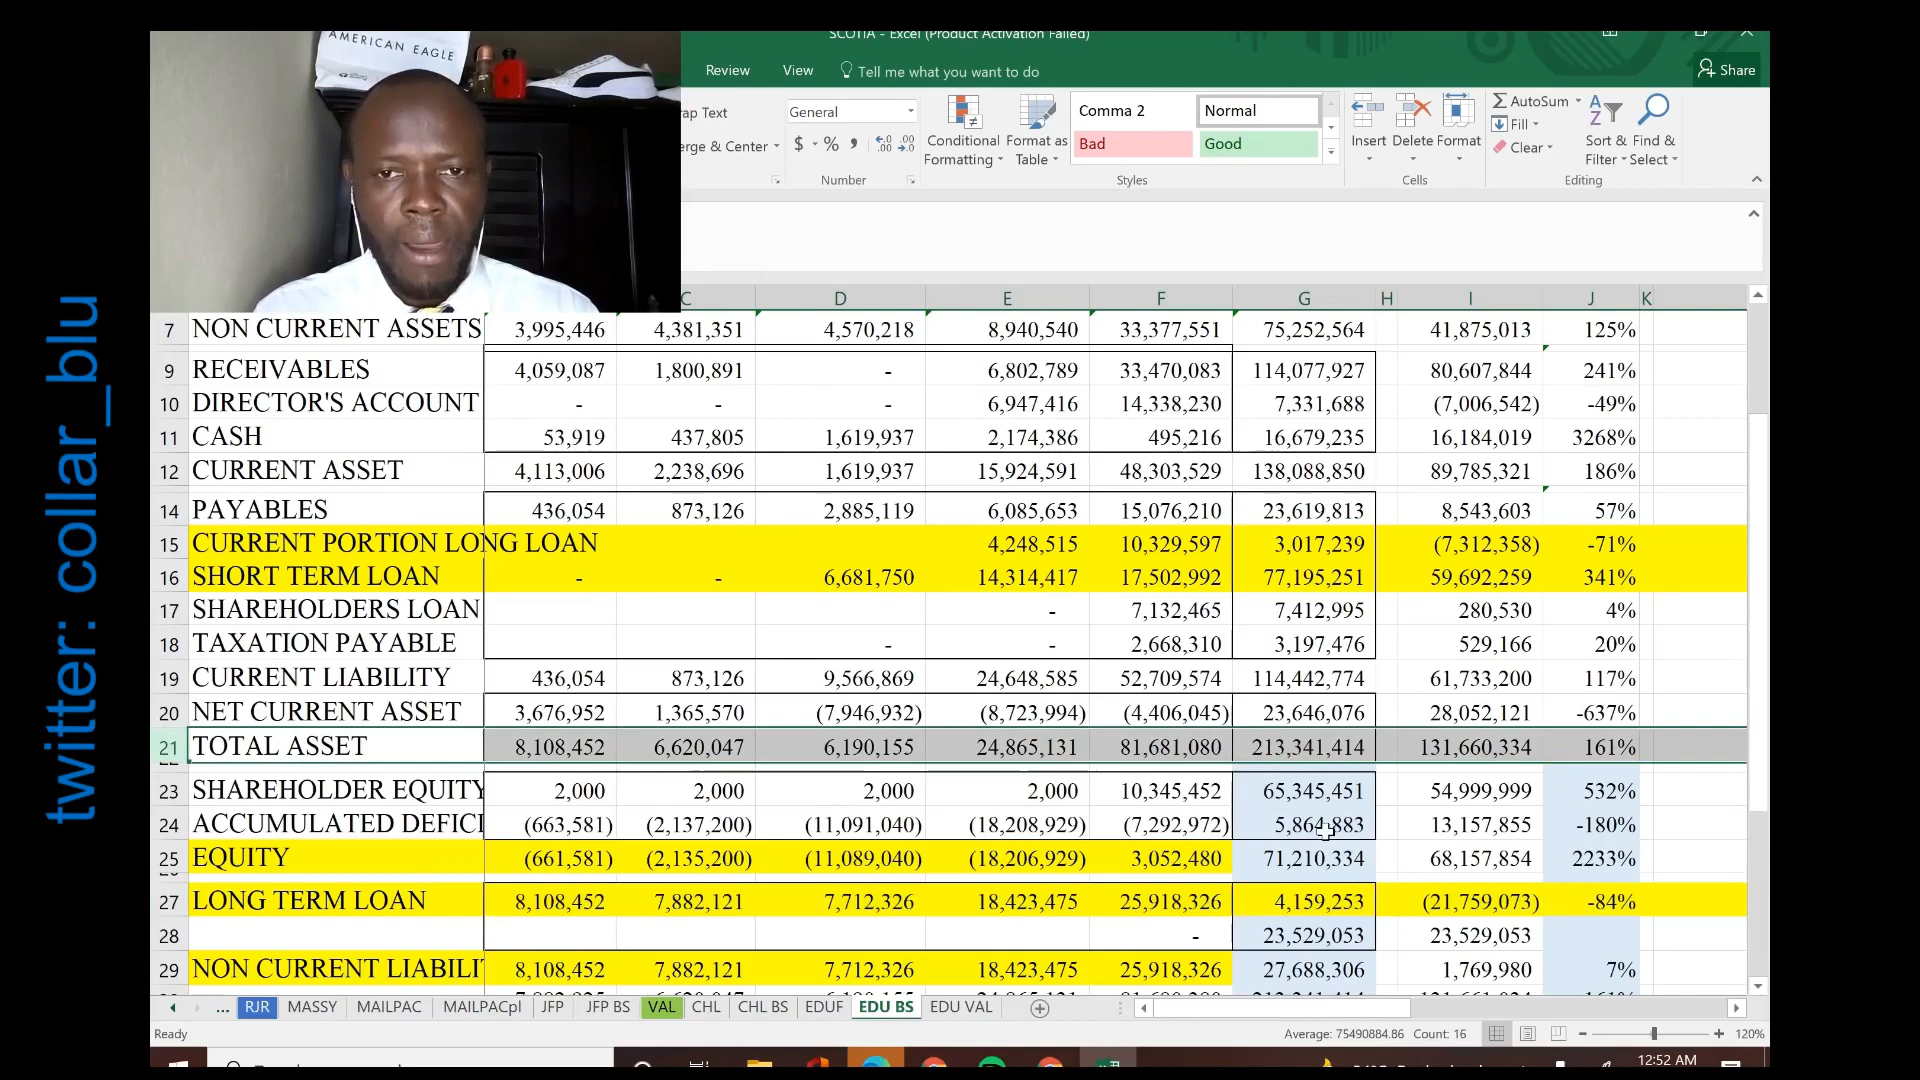 twitter: collar_blu
AMERICAN EAGLE
SCOTIA - Excel (Product Activation Failed)
Review View Tell me what you want to do Share
rap Text General Comma 2 Normal AutoSum
erge & Center $ % Conditional Formatting Format as Table Bad Good Insert Delete Format Fill Clear Sort & Filter Find & Select
Number Styles Cells Editing
C D E F G H I J K
7 NON CURRENT ASSETS 3,995,446 4,381,351 4,570,218 8,940,540 33,377,551 75,252,564 41,875,013 125%
9 RECEIVABLES 4,059,087 1,800,891 - 6,802,789 33,470,083 114,077,927 80,607,844 241%
10 DIRECTOR'S ACCOUNT - - - 6,947,416 14,338,230 7,331,688 (7,006,542) -49%
11 CASH 53,919 437,805 1,619,937 2,174,386 495,216 16,679,235 16,184,019 3268%
12 CURRENT ASSET 4,113,006 2,238,696 1,619,937 15,924,591 48,303,529 138,088,850 89,785,321 186%
14 PAYABLES 436,054 873,126 2,885,119 6,085,653 15,076,210 23,619,813 8,543,603 57%
15 CURRENT PORTION LONG LOAN 4,248,515 10,329,597 3,017,239 (7,312,358) -71%
16 SHORT TERM LOAN - - 6,681,750 14,314,417 17,502,992 77,195,251 59,692,259 341%
17 SHAREHOLDERS LOAN - 7,132,465 7,412,995 280,530 4%
18 TAXATION PAYABLE - - 2,668,310 3,197,476 529,166 20%
19 CURRENT LIABILITY 436,054 873,126 9,566,869 24,648,585 52,709,574 114,442,774 61,733,200 117%
20 NET CURRENT ASSET 3,676,952 1,365,570 (7,946,932) (8,723,994) (4,406,045) 23,646,076 28,052,121 -637%
21 TOTAL ASSET 8,108,452 6,620,047 6,190,155 24,865,131 81,681,080 213,341,414 131,660,334 161%
23 SHAREHOLDER EQUITY 2,000 2,000 2,000 2,000 10,345,452 65,345,451 54,999,999 532%
24 ACCUMULATED DEFICI (663,581) (2,137,200) (11,091,040) (18,208,929) (7,292,972) 5,864,883 13,157,855 -180%
25 EQUITY (661,581) (2,135,200) (11,089,040) (18,206,929) 3,052,480 71,210,334 68,157,854 2233%
27 LONG TERM LOAN 8,108,452 7,882,121 7,712,326 18,423,475 25,918,326 4,159,253 (21,759,073) -84%
28 - 23,529,053 23,529,053
29 NON CURRENT LIABILI 8,108,452 7,882,121 7,712,326 18,423,475 25,918,326 27,688,306 1,769,980 7%
... RJR MASSY MAILPAC MAILPACpl JFP JFP BS VAL CHL CHL BS EDUF EDU BS EDU VAL
Ready Average: 75490884.86 Count: 16 120%
12:52 AM